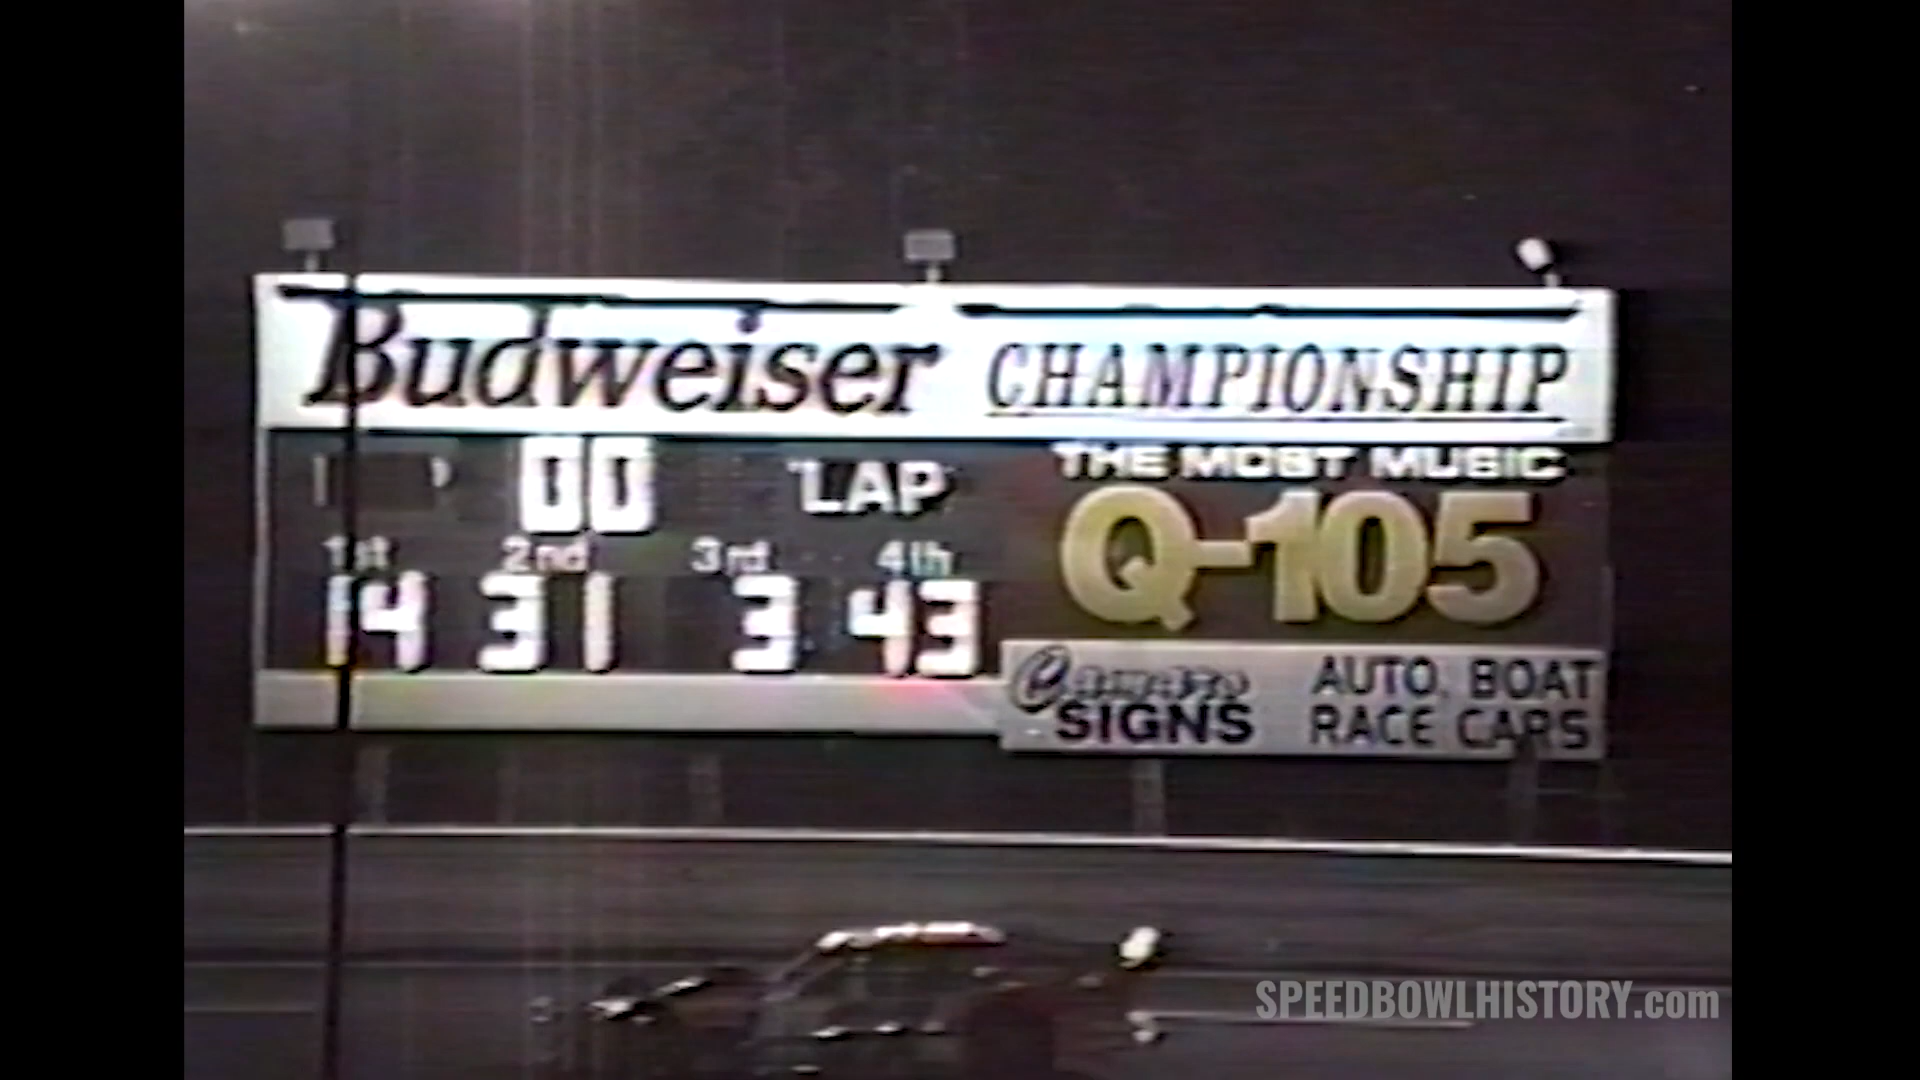 Budweiser CHAMPIONSHIP
00 LAP
1st 2nd 3rd 4th
14 31 3 43
THE MOST MUSIC
Q-105
SIGNS
AUTO, BOAT
RACE CARS
SPEEDBOWLHISTORY.com